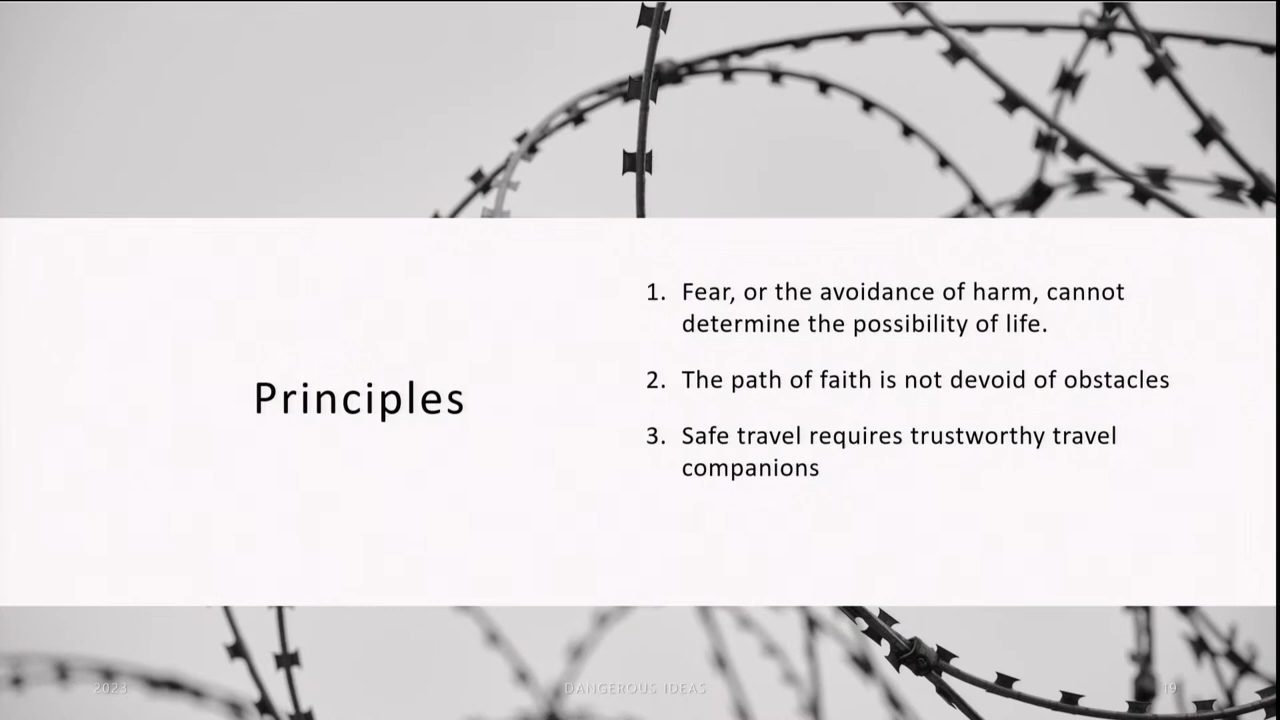 Principles
1. Fear, or the avoidance of harm, cannot
determine the possibility of life.
2. The path of faith is not devoid of obstacles
3. Safe travel requires trustworthy travel
companions
2023
DANGEROUS IDEAS
19